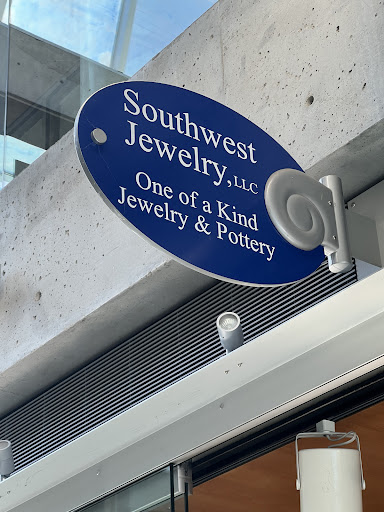 Southwest
Jewelry, LLC
One of a Kind
Jewelry & Pottery